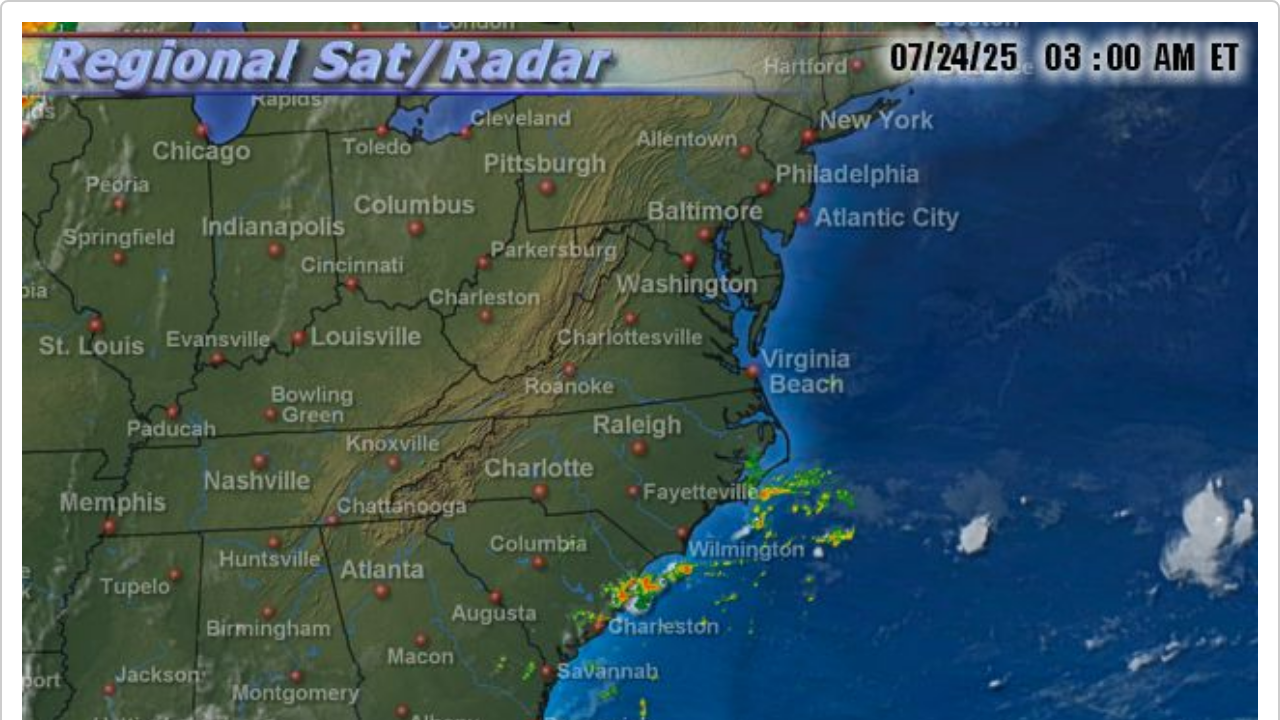 London
Boston
Regional Sat/Radar
07/24/25 03 :00 AM ET
Hartford
Rapids
Cleveland
New York
Chicago
Toledo
Allentown
Pittsburgh
Philadelphia
Peoria
Columbus
Baltimore
Atlantic City
Springfield
Indianapolis
Parkersburg
Cincinnati
Washington
Charleston
St. Louis
Evansville
Louisville
Charlottesville
Virginia
Beach
Roanoke
Bowling
Green
Paducah
Knoxville
Raleigh
Nashville
Charlotte
Memphis
Chattanooga
Fayetteville
Huntsville
Columbia
Wilmington
Tupelo
Atlanta
Birmingham
Augusta
Charleston
Macon
Jackson
Savannah
Montgomery
Albany